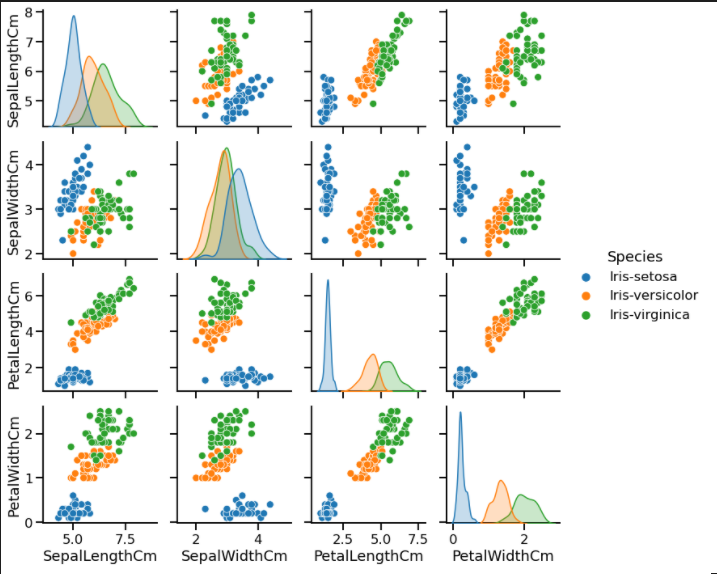 8
7
6
5
SepalLengthCm
4
3
2
SepalWidthCm
Species
Iris-setosa
Iris-versicolor
Iris-virginica
6
4
2
PetalLengthCm
2
1
0
PetalWidthCm
5.0 7.5 2 4 2.5 5.0 7.5 0 2
SepalLengthCm SepalWidthCm PetalLengthCm PetalWidthCm